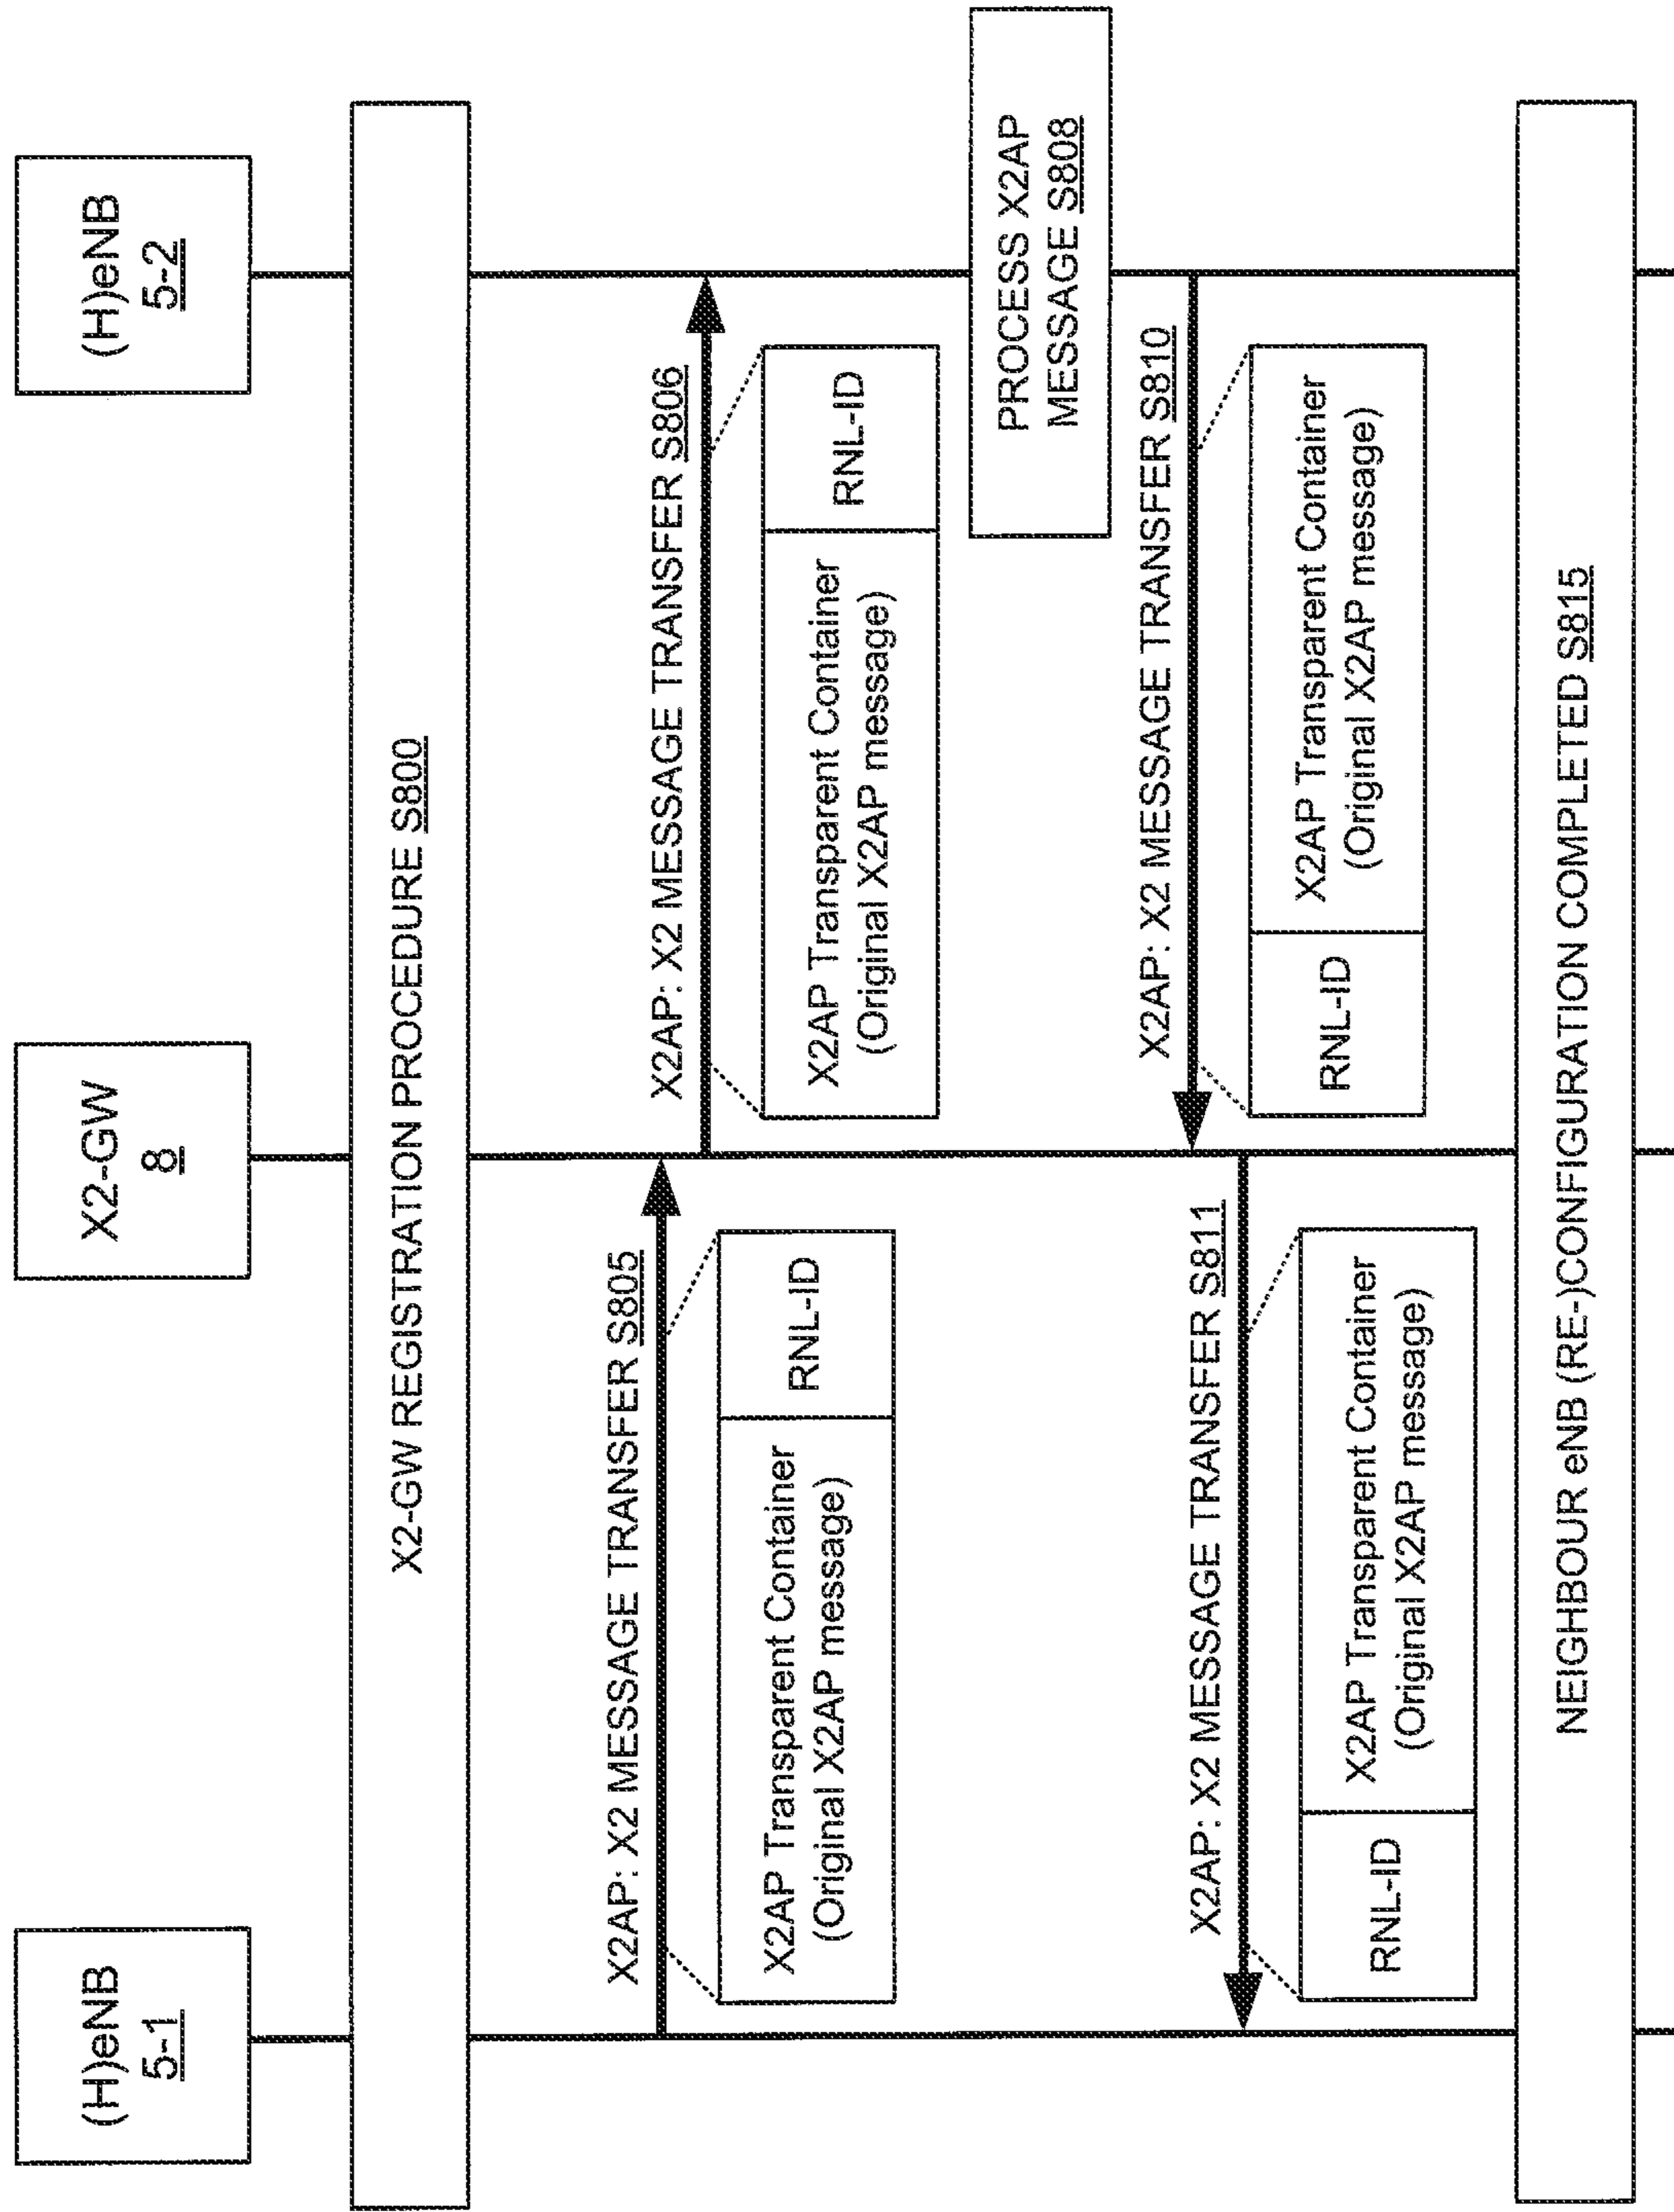 (H)eNB
5-1
X2-GW
8
(H)eNB
5-2
X2-GW REGISTRATION PROCEDURE S800
X2AP: X2 MESSAGE TRANSFER S805
X2AP Transparent Container
(Original X2AP message)
RNL-ID
X2AP: X2 MESSAGE TRANSFER S806
X2AP Transparent Container
(Original X2AP message)
RNL-ID
PROCESS X2AP
MESSAGE S808
X2AP: X2 MESSAGE TRANSFER S810
RNL-ID
X2AP Transparent Container
(Original X2AP message)
X2AP: X2 MESSAGE TRANSFER S811
RNL-ID
X2AP Transparent Container
(Original X2AP message)
NEIGHBOUR eNB (RE-)CONFIGURATION COMPLETED S815